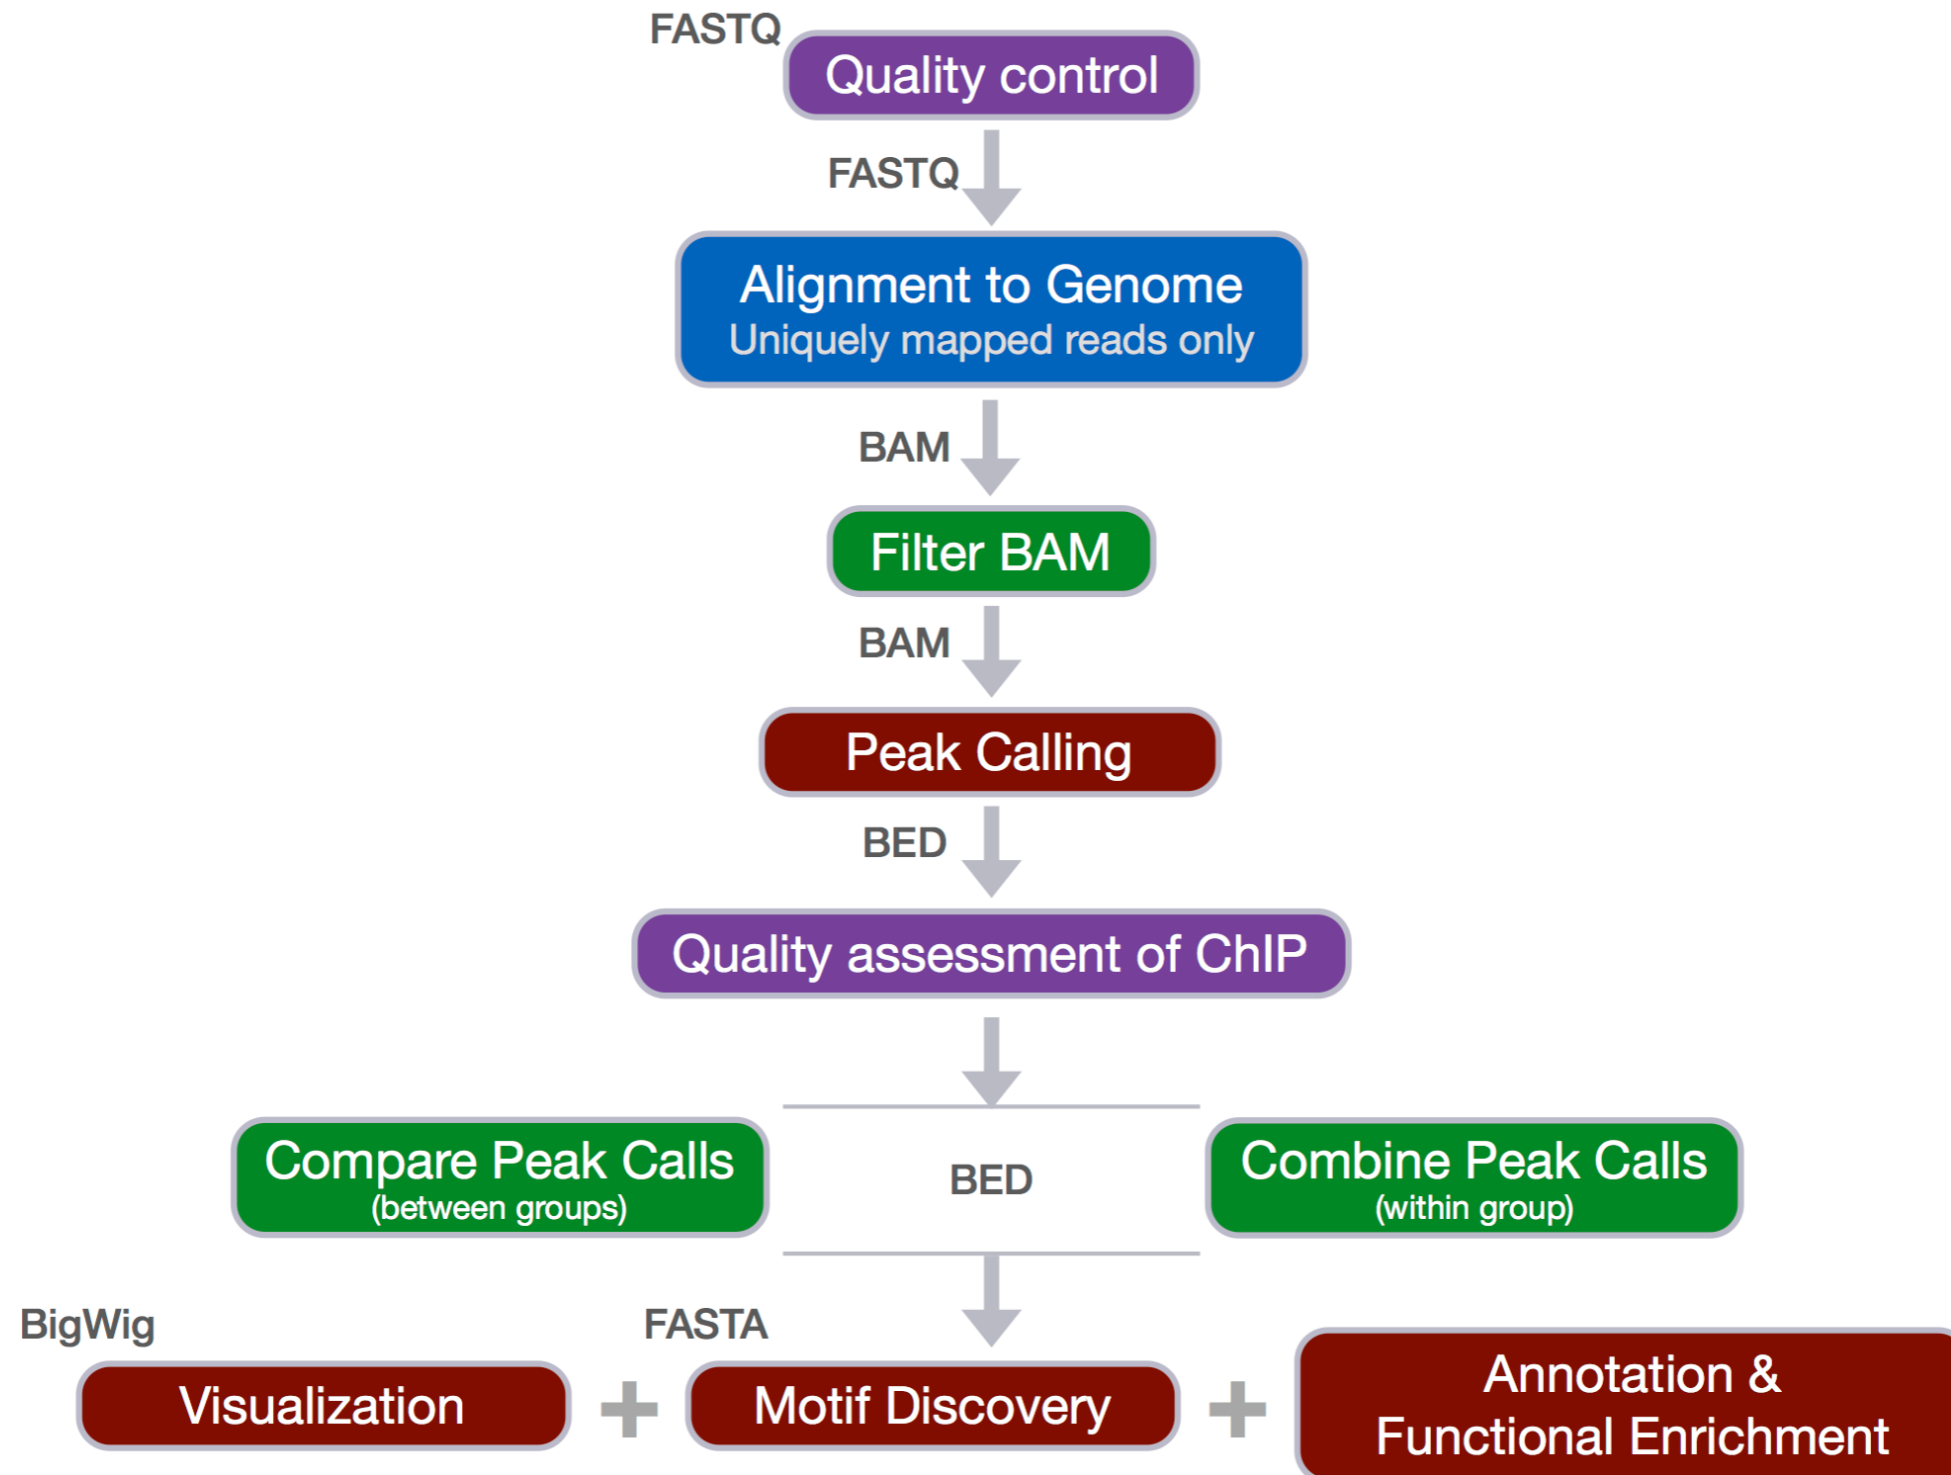 FASTQ
Quality control
FASTQ
Alignment to Genome
Uniquely mapped reads only
BAM
Filter BAM
BAM
Peak Calling
BED
Quality assessment of ChIP
Compare Peak Calls
(between groups)
BED
Combine Peak Calls
(within group)
BigWig
Visualization
+
FASTA
Motif Discovery
+
Annotation &
Functional Enrichment